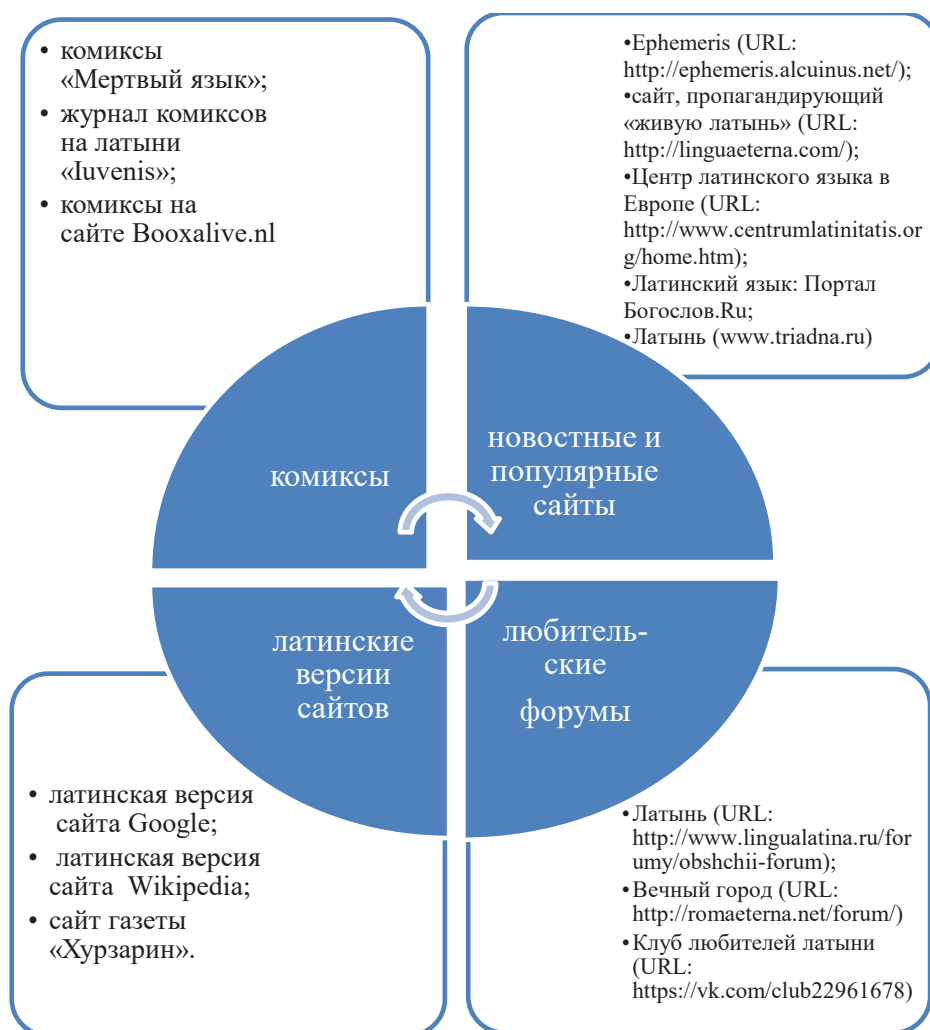 • комиксы
«Мертвый язык»;
• журнал комиксов
на латыни
«Iuvenis»;
• комиксы на
сайте Booxalive.nl
•Ephemeris (URL:
http://ephemeris.alcuinus.net/);
•сайт, пропагандирующий
«живую латынь» (URL:
http://linguaeterna.com/);
•Центр латинского языка в
Европе (URL:
http://www.centrumlatinitatis.or
g/home.htm);
•Латинский язык: Портал
Богослов.Ru;
•Латынь (www.triadna.ru)
комиксы
новостные и
популярные
сайты
латинские
версии
сайтов
любитель-
ские
форумы
• латинская версия
сайта Google;
• латинская версия
сайта Wikipedia;
• сайт газеты
«Хурзарин».
•Латынь (URL:
http://www.lingualatina.ru/for
umy/obshchii-forum);
•Вечный город (URL:
http://romaeterna.net/forum/)
•Клуб любителей латыни
(URL:
https://vk.com/club22961678)